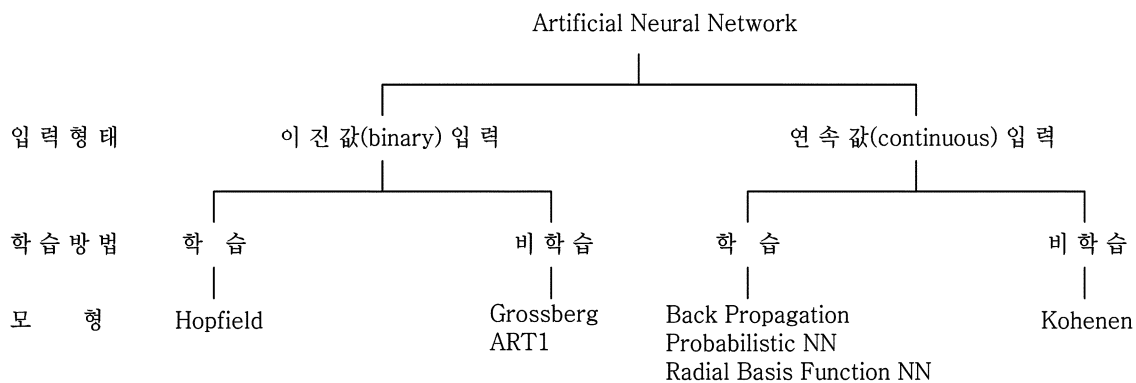 Artificial Neural Network
입력형태 이진값(binary) 입력 연속값(continuous) 입력
학습방법 학 습 비학습 학 습 비학습
모 형 Hopfield Grossberg Back Propagation Kohenen
ART1 Probabilistic NN
Radial Basis Function NN